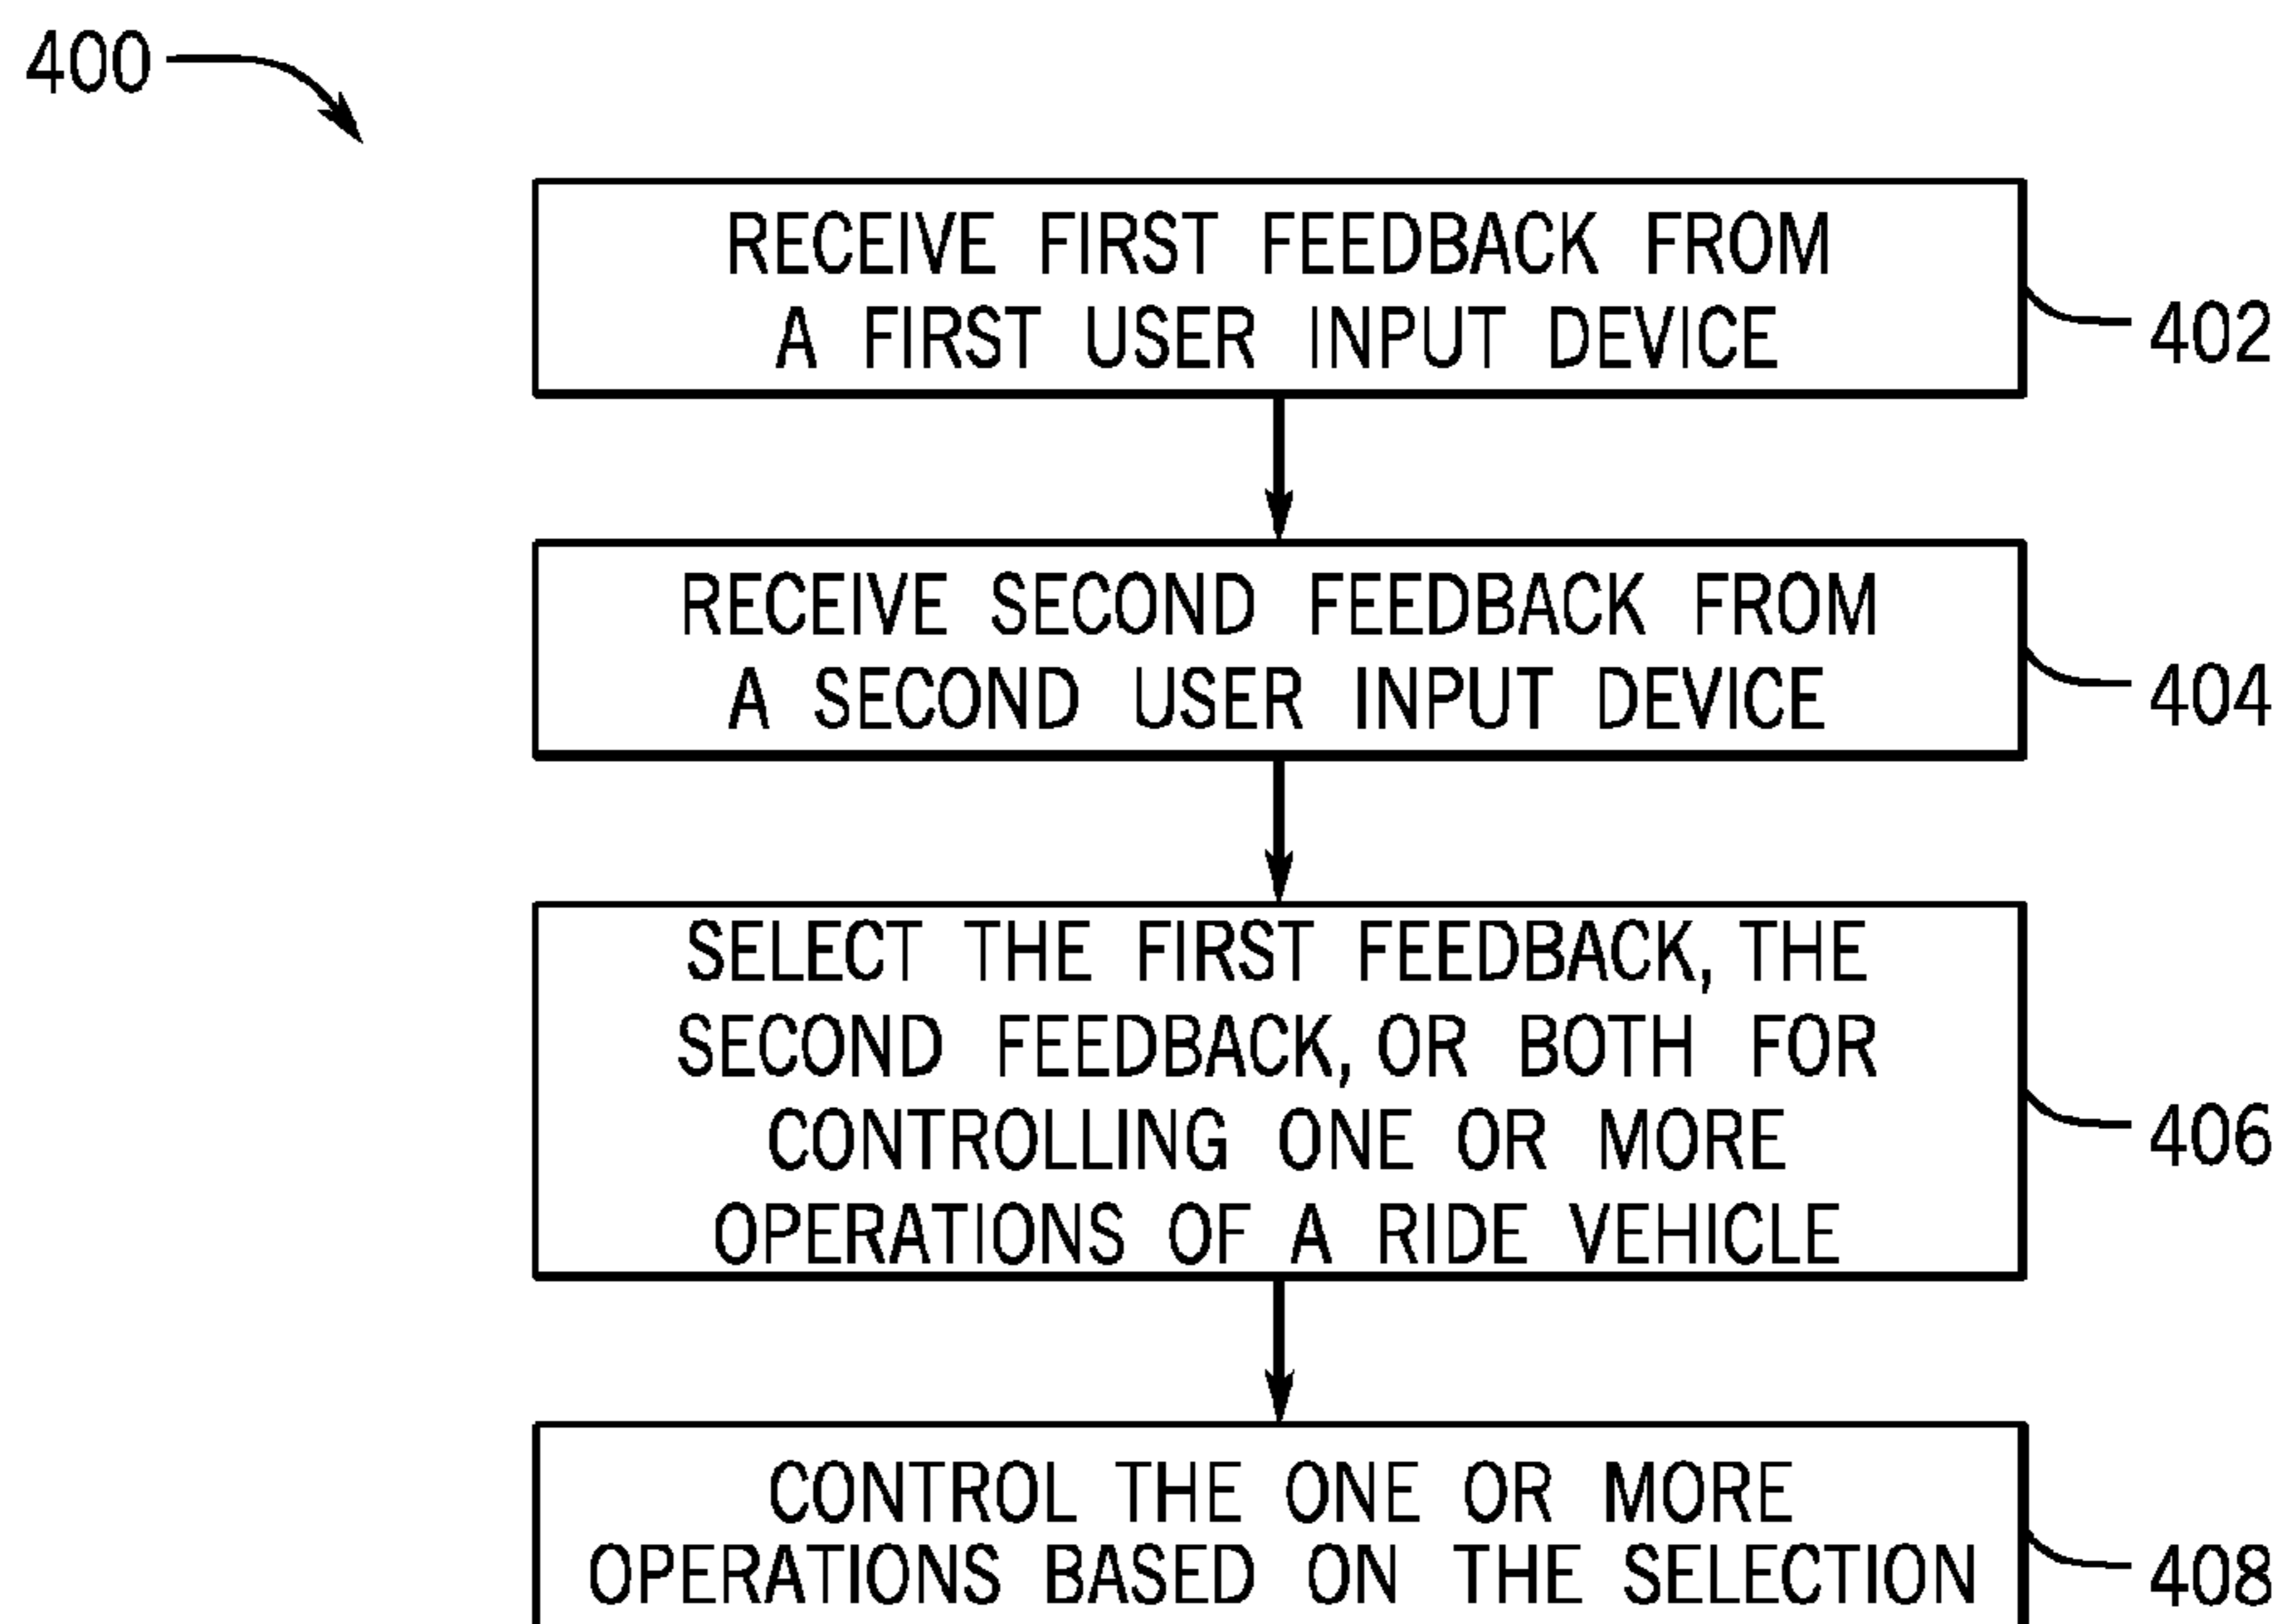 400
RECEIVE FIRST FEEDBACK FROM
A FIRST USER INPUT DEVICE
402
RECEIVE SECOND FEEDBACK FROM
A SECOND USER INPUT DEVICE
404
SELECT THE FIRST FEEDBACK, THE
SECOND FEEDBACK, OR BOTH FOR
CONTROLLING ONE OR MORE
OPERATIONS OF A RIDE VEHICLE
406
CONTROL THE ONE OR MORE
OPERATIONS BASED ON THE SELECTION
408